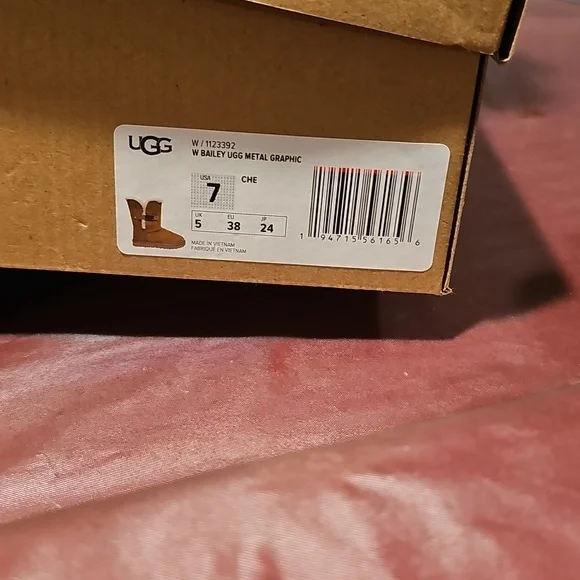 UGG
W / 1123392
W BAILEY UGG METAL GRAPHIC
USA
7
CHE
UK EU JP
5 38 24
MADE IN VIETNAM
FABRIQUÉ EN VIETNAM
1 94715 56165 6